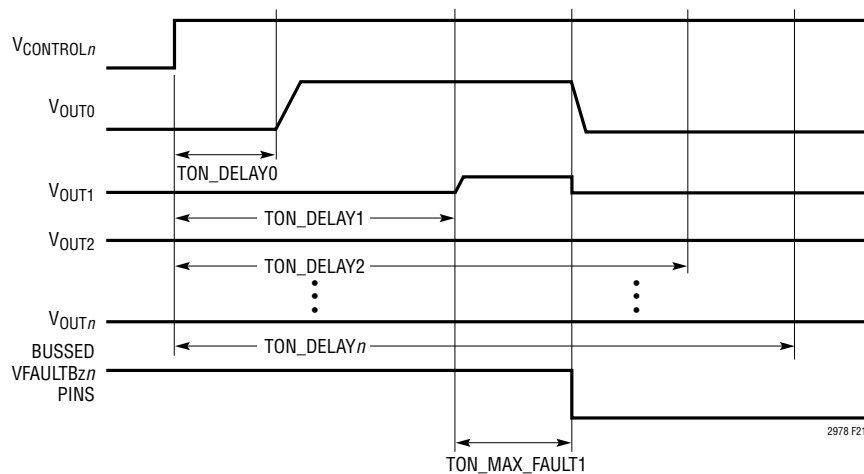 VCONTROLn
VOUT0
TON_DELAY0
VOUT1
TON_DELAY1
VOUT2
TON_DELAY2
VOUTn
TON_DELAYn
BUSSED
VFAULTBzn
PINS
2978 F21
TON_MAX_FAULT1